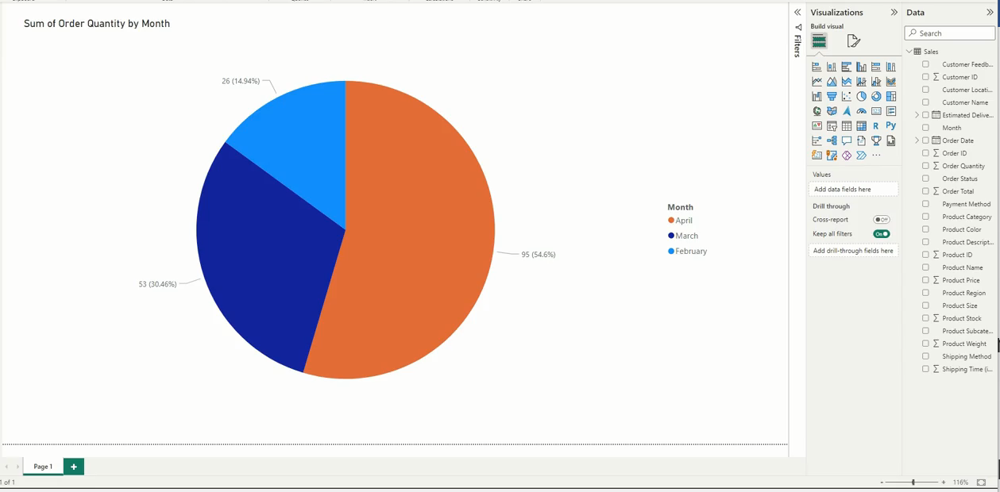 Sum of Order Quantity by Month
26 (14.94%)
53 (30.46%)
95 (54.6%)
Month
April
March
February
Page 1
+
1 of 1
Filters
Visualizations
Build visual
R
Py
...
Values
Add data fields here
Drill through
Cross-report
Off
Keep all filters
On
Add drill-through fields here
Data
Search
Sales
Customer Feedb...
Σ Customer ID
Customer Locati...
Customer Name
Estimated Delive...
Month
Order Date
Σ Order ID
Σ Order Quantity
Order Status
Σ Order Total
Payment Method
Product Category
Product Color
Product Descript...
Σ Product ID
Product Name
Σ Product Price
Product Region
Product Size
Σ Product Stock
Product Subcate...
Σ Product Weight
Shipping Method
Σ Shipping Time (i...
- + 116%